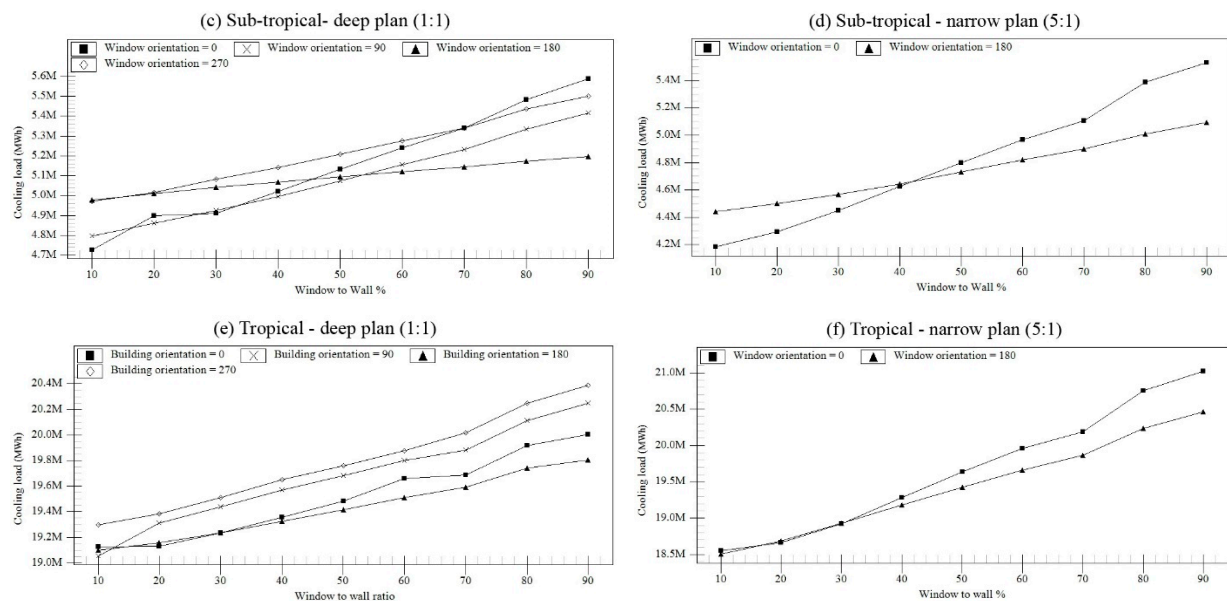 (c) Sub-tropical- deep plan (1:1)
Window orientation = 0
Window orientation = 90
Window orientation = 180
Window orientation = 270
Cooling load (MWh)
5.6M
5.5M
5.4M
5.3M
5.2M
5.1M
5.0M
4.9M
4.8M
4.7M
10 20 30 40 50 60 70 80 90
Window to Wall %
(d) Sub-tropical - narrow plan (5:1)
Window orientation = 0
Window orientation = 180
Cooling load (MWh)
5.4M
5.2M
5.0M
4.8M
4.6M
4.4M
4.2M
10 20 30 40 50 60 70 80 90
Window to Wall %
(e) Tropical - deep plan (1:1)
Building orientation = 0
Building orientation = 90
Building orientation = 180
Building orientation = 270
Cooling load (MWh)
20.4M
20.2M
20.0M
19.8M
19.6M
19.4M
19.2M
19.0M
10 20 30 40 50 60 70 80 90
Window to wall ratio
(f) Tropical - narrow plan (5:1)
Window orientation = 0
Window orientation = 180
Cooling load (MWh)
21.0M
20.5M
20.0M
19.5M
19.0M
18.5M
10 20 30 40 50 60 70 80 90
Window to wall %